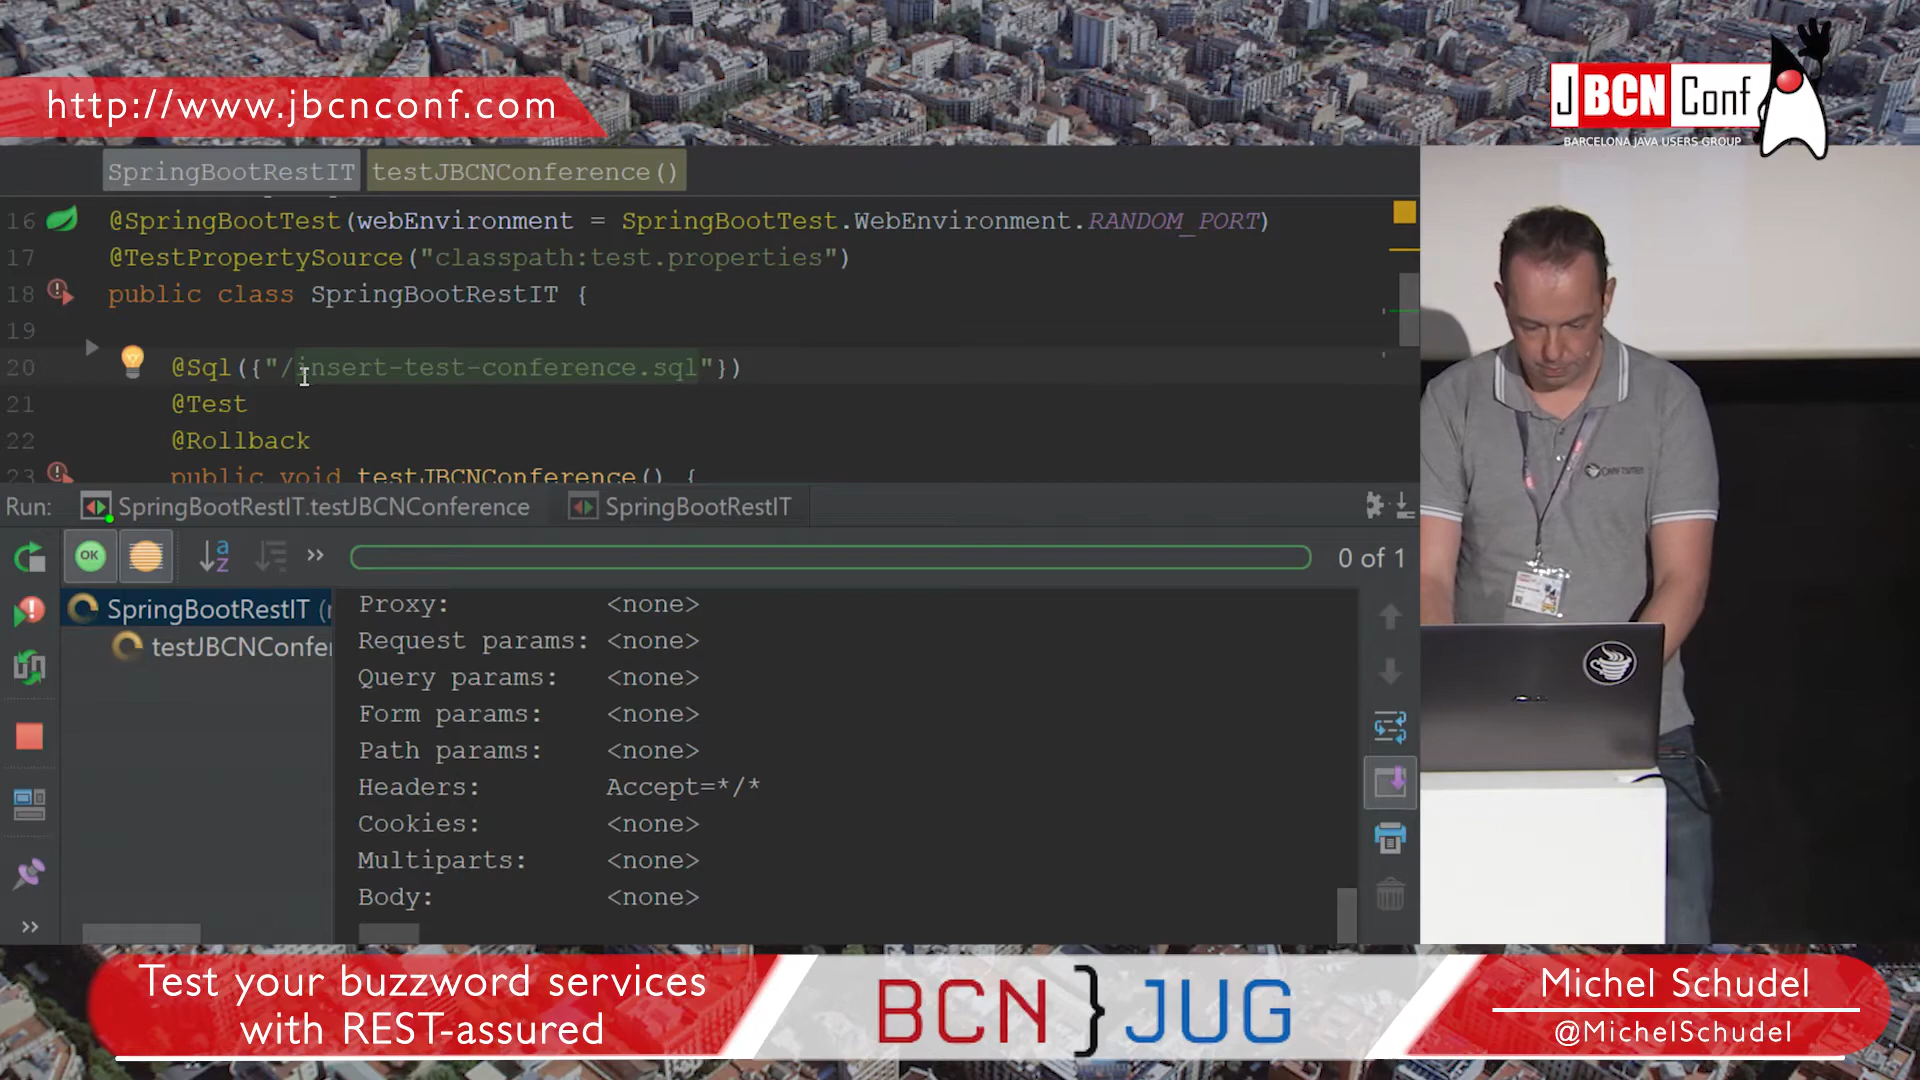 http://www.jbcnconf.com
JBCN Conf
BARCELONA JAVA USERS GROUP
SpringBootRestIT testJBCNConference()
16 @SpringBootTest(webEnvironment = SpringBootTest.WebEnvironment.RANDOM_PORT)
17 @TestPropertySource("classpath:test.properties")
18 public class SpringBootRestIT {
19
20 @Sql({"/insert-test-conference.sql"})
21 @Test
22 @Rollback
23 public void testJBCNConference() {
Run: SpringBootRestIT.testJBCNConference SpringBootRestIT
OK a z » 0 of 1
SpringBootRestIT (
testJBCNConfe
Proxy: <none>
Request params: <none>
Query params: <none>
Form params: <none>
Path params: <none>
Headers: Accept=*/*
Cookies: <none>
Multiparts: <none>
Body: <none>
»
Test your buzzword services
with REST-assured
BCN } JUG
Michel Schudel
@MichelSchudel